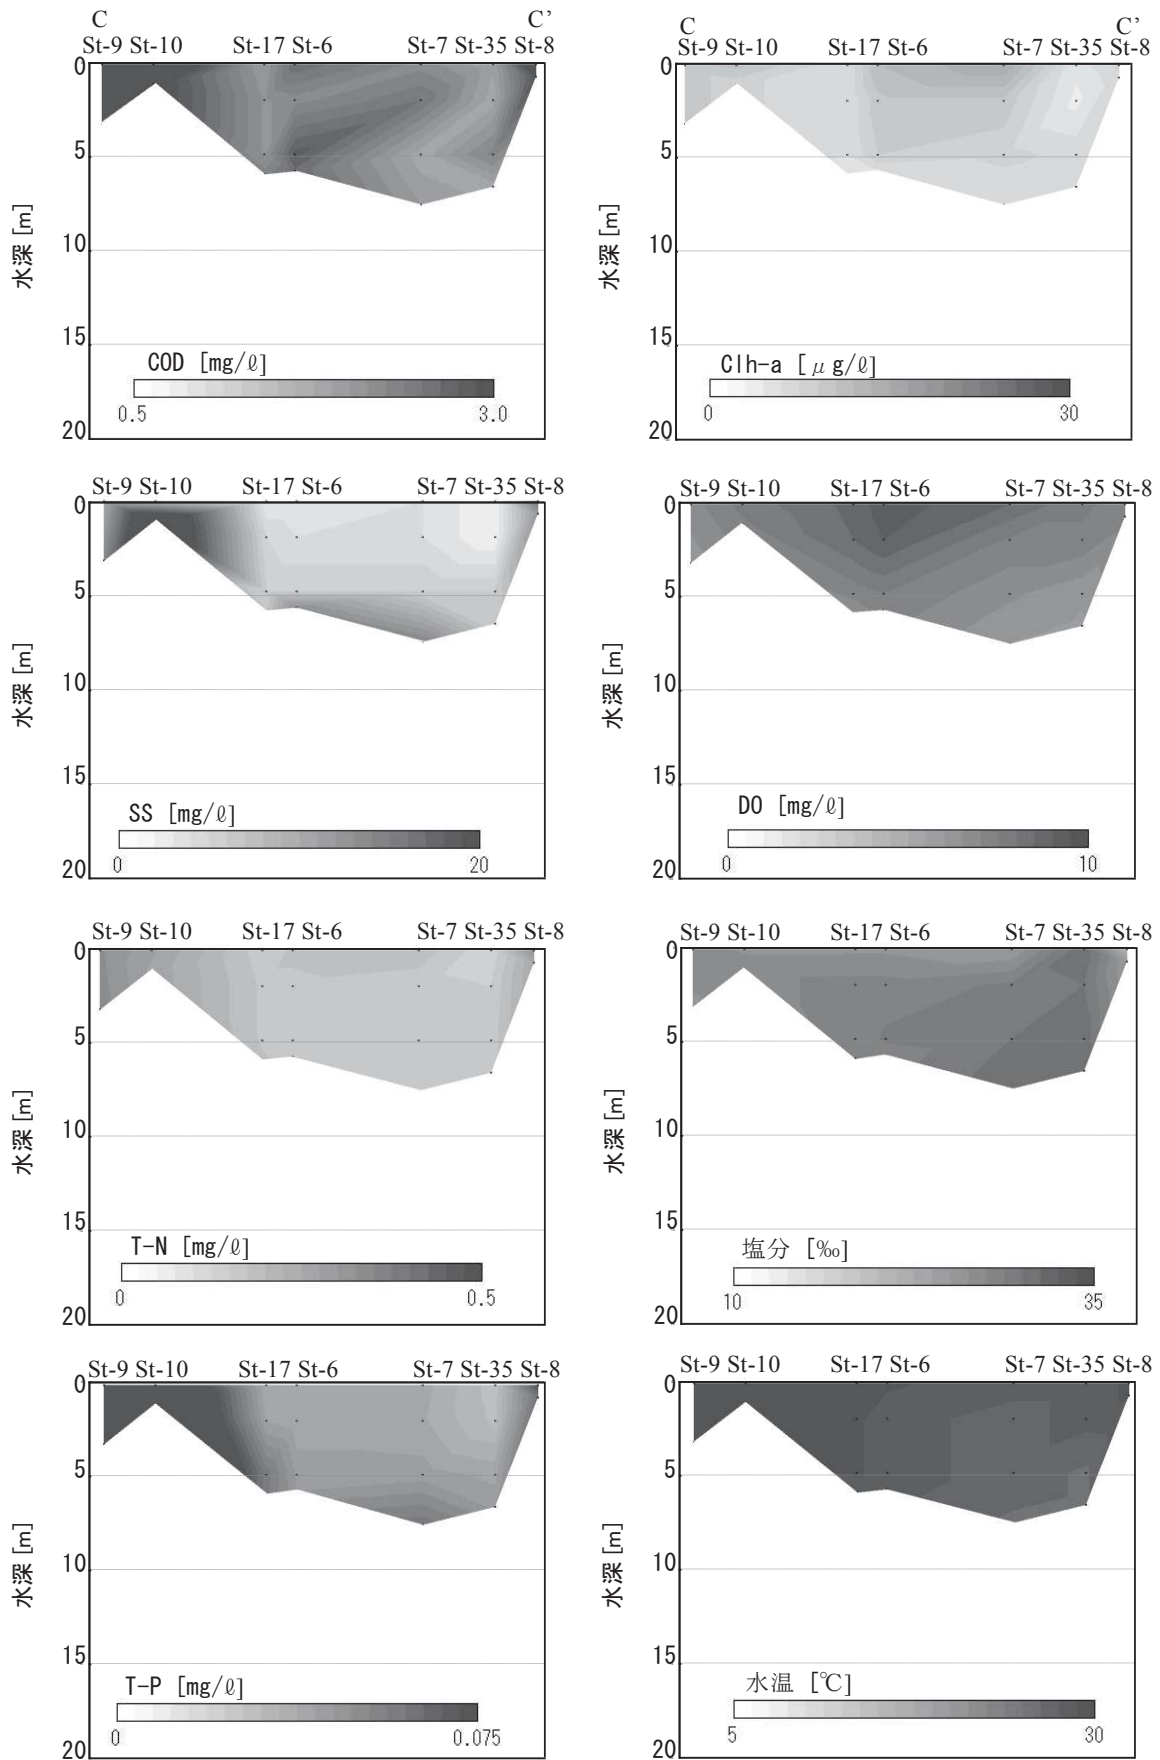 C C’
St-9 St-10 St-17 St-6 St-7 St-35 St-8
0
5
10
15
20
水深 [m]
COD [mg/ℓ]
0.5 3.0
C C’
St-9 St-10 St-17 St-6 St-7 St-35 St-8
0
5
10
15
20
水深 [m]
Clh-a [μg/ℓ]
0 30
St-9 St-10 St-17 St-6 St-7 St-35 St-8
0
5
10
15
20
水深 [m]
SS [mg/ℓ]
0 20
St-9 St-10 St-17 St-6 St-7 St-35 St-8
0
5
10
15
20
水深 [m]
DO [mg/ℓ]
0 10
St-9 St-10 St-17 St-6 St-7 St-35 St-8
0
5
10
15
20
水深 [m]
T-N [mg/ℓ]
0 0.5
St-9 St-10 St-17 St-6 St-7 St-35 St-8
0
5
10
15
20
水深 [m]
塩分 [‰]
10 35
St-9 St-10 St-17 St-6 St-7 St-35 St-8
0
5
10
15
20
水深 [m]
T-P [mg/ℓ]
0 0.075
St-9 St-10 St-17 St-6 St-7 St-35 St-8
0
5
10
15
20
水深 [m]
水温 [℃]
5 30